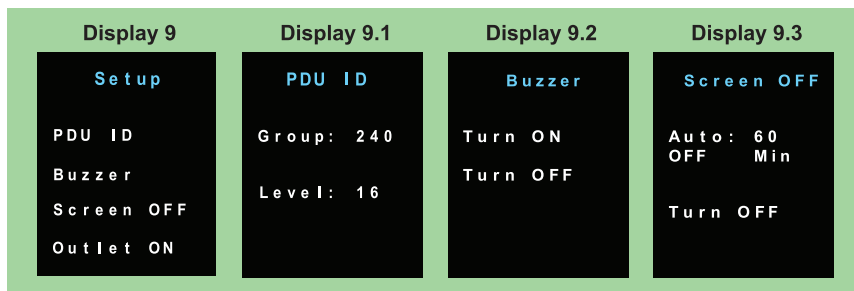 Display 9
Setup
PDU ID
Buzzer
Screen OFF
Outlet ON
Display 9.1
PDU ID
Group: 240
Level: 16
Display 9.2
Buzzer
Turn ON
Turn OFF
Display 9.3
Screen OFF
Auto: 60
OFF Min
Turn OFF